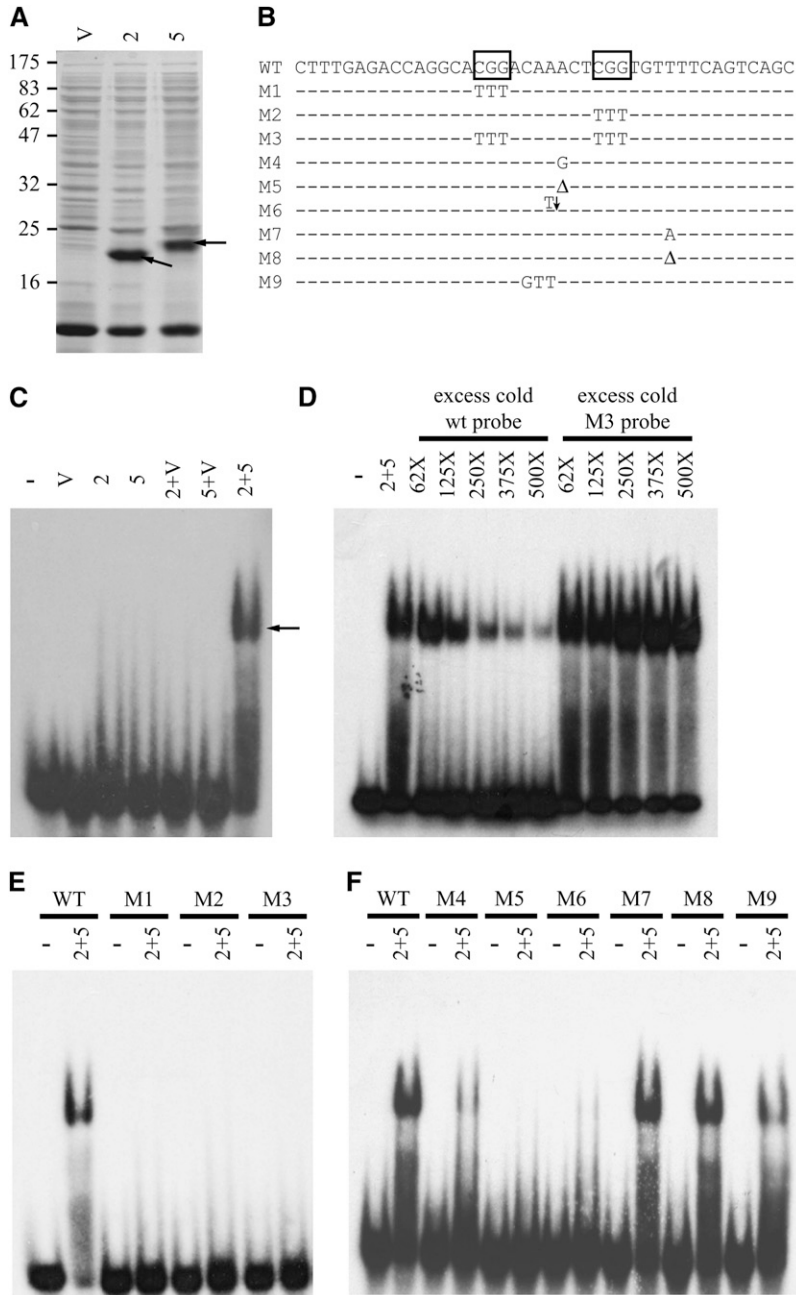 A
V 2 5
175
83
62
47
32
25
16
B
WT CTTTGAGACCAGGCACGGACAAACTCGGTGTTTTCAGTCAGC
M1 ---------------TTT------------------------
M2 -------------------------TTT--------------
M3 ---------------TTT-------TTT--------------
M4 ----------------------G-------------------
M5 ----------------------Δ-------------------
T↓
M6 ------------------------------------------
M7 -------------------------------A----------
M8 -------------------------------Δ----------
M9 -------------------GTT--------------------
C
- V 2 5 2+V 5+V 2+5
D
excess cold wt probe
excess cold M3 probe
- 2+5 62X 125X 250X 375X 500X 62X 125X 250X 375X 500X
E
WT M1 M2 M3
- 2+5 - 2+5 - 2+5 - 2+5
F
WT M4 M5 M6 M7 M8 M9
- 2+5 - 2+5 - 2+5 - 2+5 - 2+5 - 2+5 - 2+5